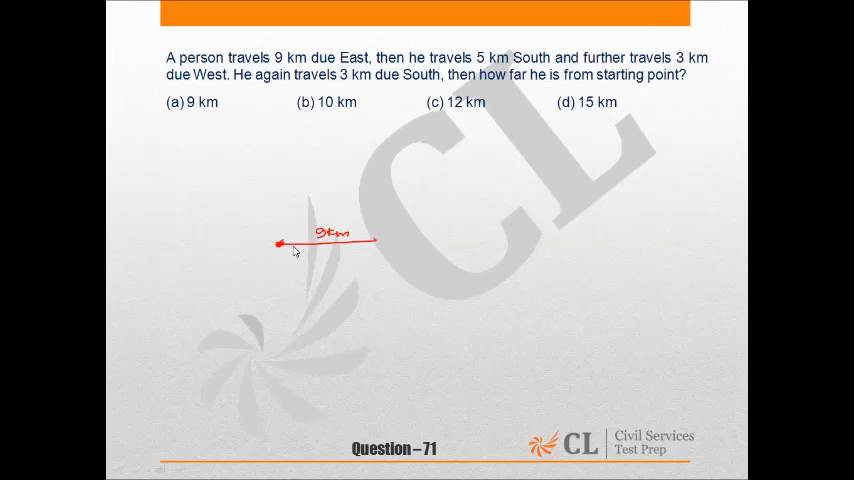 A person travels 9 km due East, then he travels 5 km South and further travels 3 km
due West. He again travels 3 km due South, then how far he is from starting point?
(a) 9 km (b) 10 km (c) 12 km (d) 15 km
9km
CL
Question – 71
CL Civil Services
Test Prep